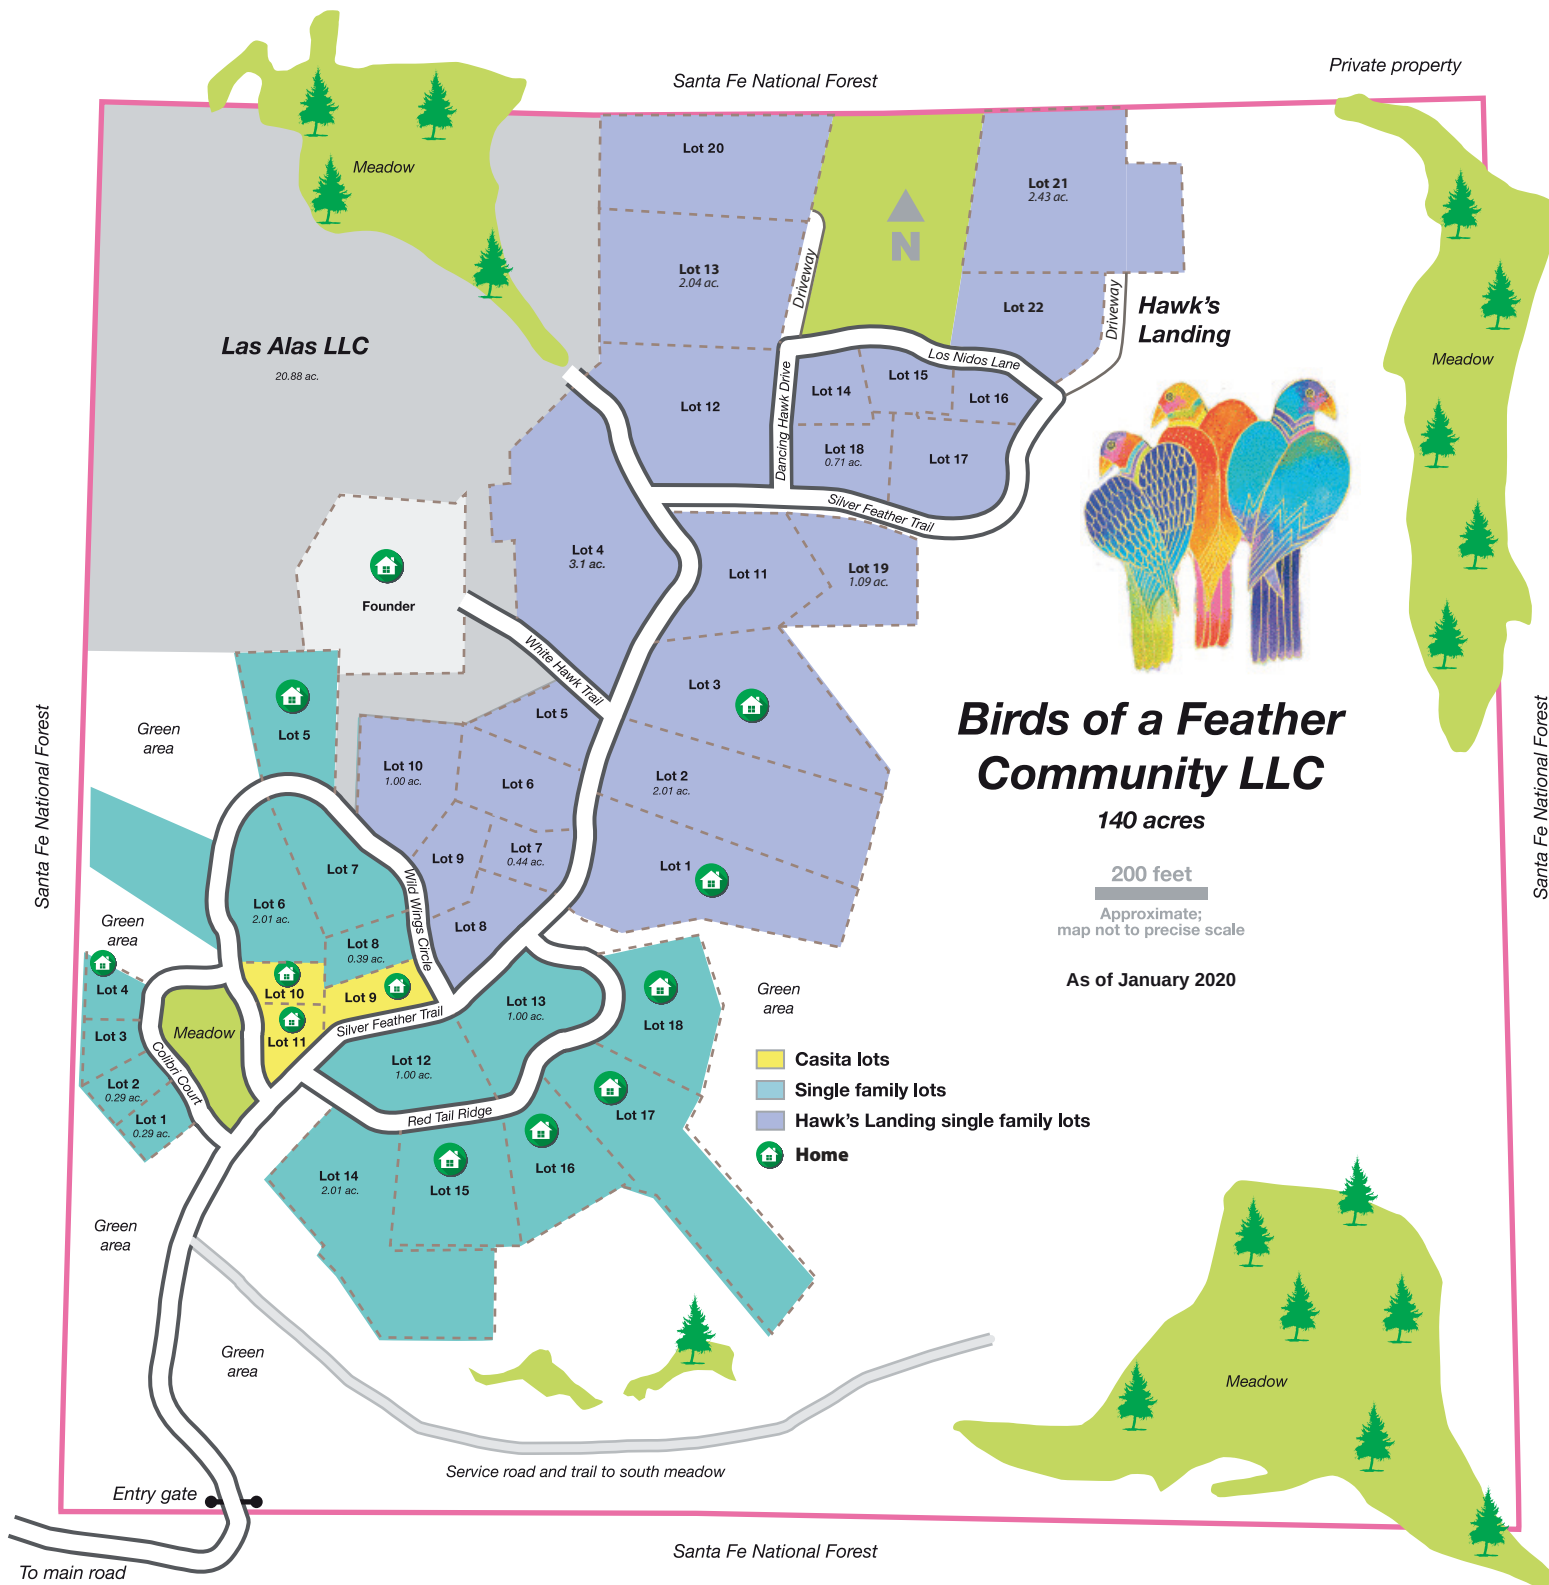 Private property
Santa Fe National Forest
Meadow
Lot 20
Lot 21
2.43 ac.
N
Lot 13
2.04 ac.
Driveway
Lot 22
Driveway
Hawk's
Landing
Las Alas LLC
20.88 ac.
Los Nidos Lane
Meadow
Lot 12
Dancing Hawk Drive
Lot 14
Lot 15
Lot 16
Lot 18
0.71 ac.
Lot 17
Silver Feather Trail
Lot 4
3.1 ac.
Lot 11
Lot 19
1.09 ac.
Founder
White Hawk Trail
Lot 3
Lot 5
Lot 5
Green
area
Santa Fe National Forest
Santa Fe National Forest
Birds of a Feather
Community LLC
140 acres
Lot 10
1.00 ac.
Lot 6
Lot 2
2.01 ac.
200 feet
Approximate;
map not to precise scale
As of January 2020
Lot 9
Lot 7
0.44 ac.
Lot 1
Lot 7
Wild Wings Circle
Lot 6
2.01 ac.
Lot 8
Lot 8
0.39 ac.
Green
area
Lot 4
Lot 10
Lot 9
Lot 13
1.00 ac.
Green
area
Lot 3
Meadow
Lot 11
Silver Feather Trail
Lot 18
Colibri Court
Lot 12
1.00 ac.
Lot 2
0.29 ac.
Lot 1
0.29 ac.
Red Tail Ridge
Lot 17
Casita lots
Single family lots
Hawk's Landing single family lots
Home
Lot 14
2.01 ac.
Lot 15
Lot 16
Green
area
Green
area
Meadow
Service road and trail to south meadow
Entry gate
To main road
Santa Fe National Forest